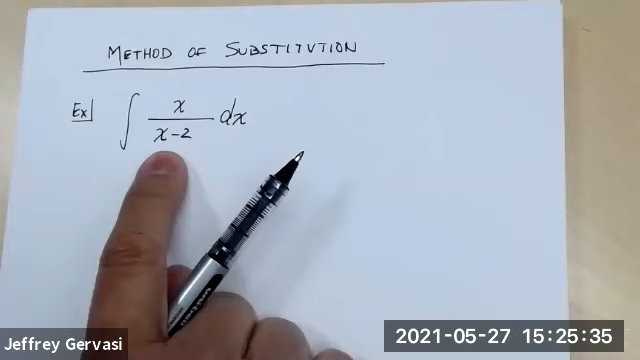 METHOD OF SUBSTITUTION
Ex] ∫ x/(x-2) dx
Jeffrey Gervasi
2021-05-27 15:25:35